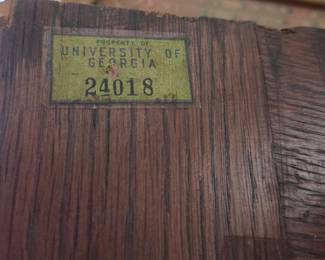 PROPERTY OF
UNIVERSITY OF
GEORGIA
24018